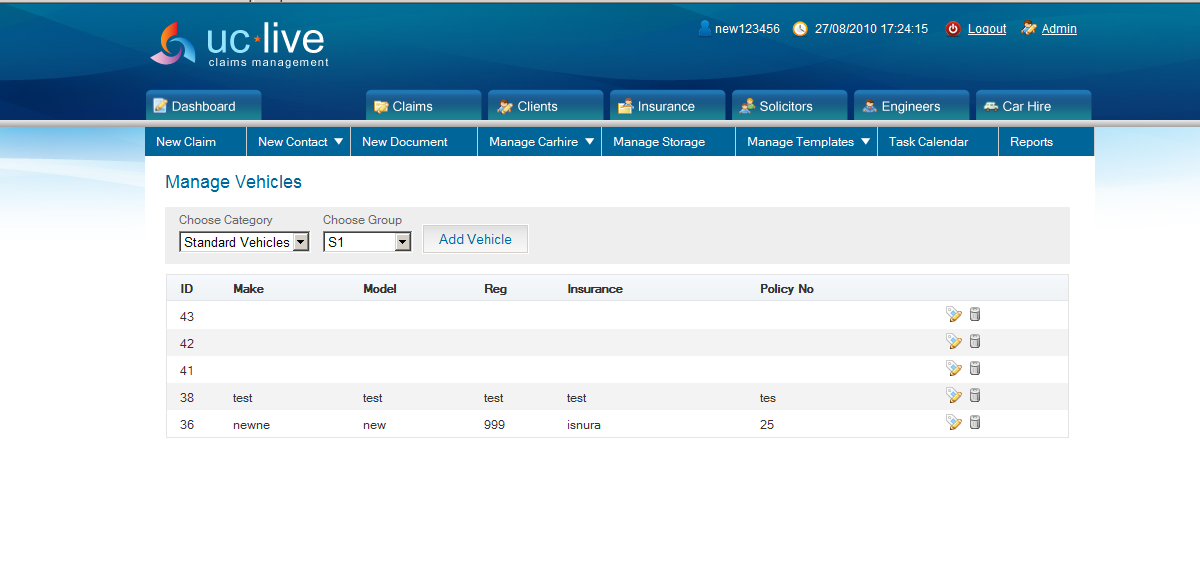 new123456 27/08/2010 17:24:15 Logout Admin
uc live
claims management
Dashboard Claims Clients Insurance Solicitors Engineers Car Hire
New Claim New Contact New Document Manage Carhire Manage Storage Manage Templates Task Calendar Reports
Manage Vehicles
Choose Category Choose Group
Standard Vehicles S1 Add Vehicle
ID Make Model Reg Insurance Policy No
43
42
41
38 test test test test tes
36 newne new 999 isnura 25